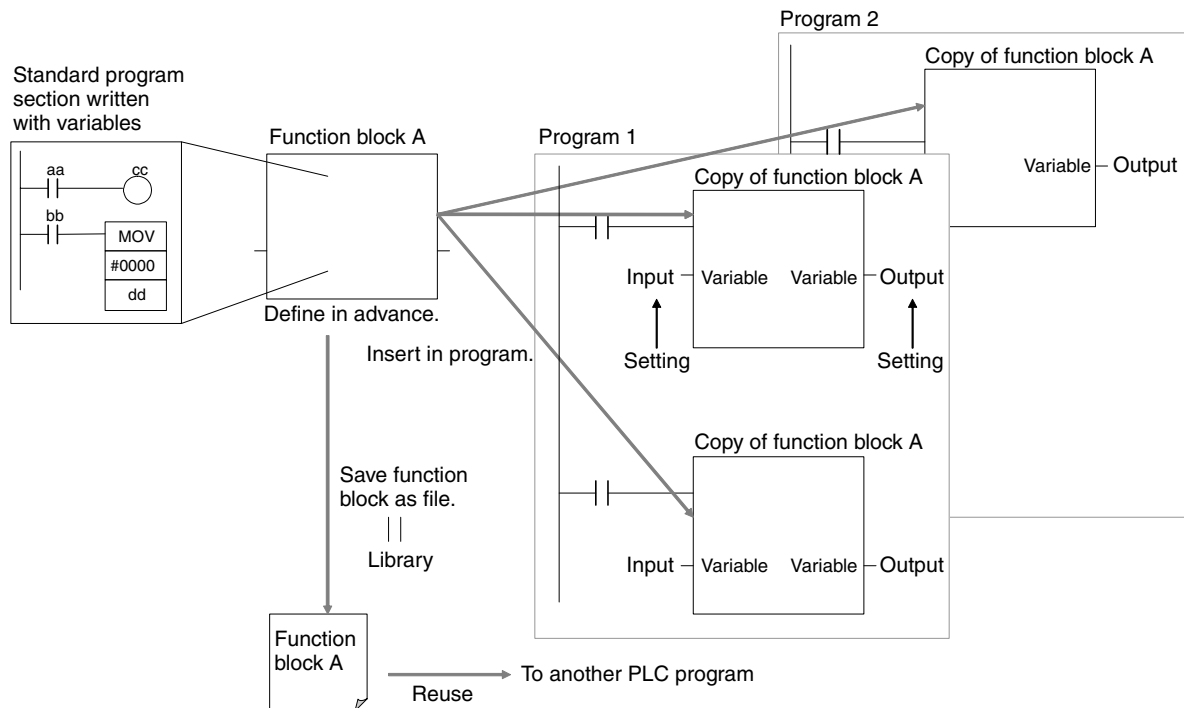 Program 2
Copy of function block A
Variable
Output
Standard program
section written
with variables
aa
cc
bb
MOV
#0000
dd
Function block A
Define in advance.
Insert in program.
Program 1
Copy of function block A
Input
Variable
Variable
Output
Setting
Setting
Copy of function block A
Input
Variable
Variable
Output
Save function
block as file.
Library
Function
block A
Reuse
To another PLC program